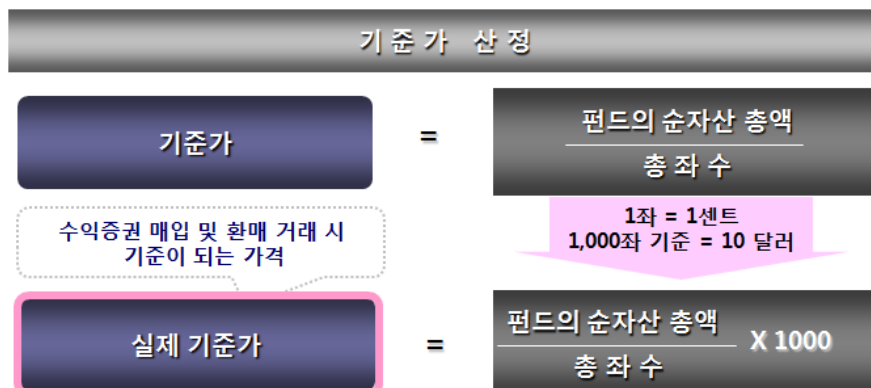 기 준 가 산 정
기준가
=
펀드의 순자산 총액
총 좌 수
수익증권 매입 및 환매 거래 시
기준이 되는 가격
1좌 = 1센트
1,000좌 기준 = 10 달러
실제 기준가
=
펀드의 순자산 총액
총 좌 수
X 1000